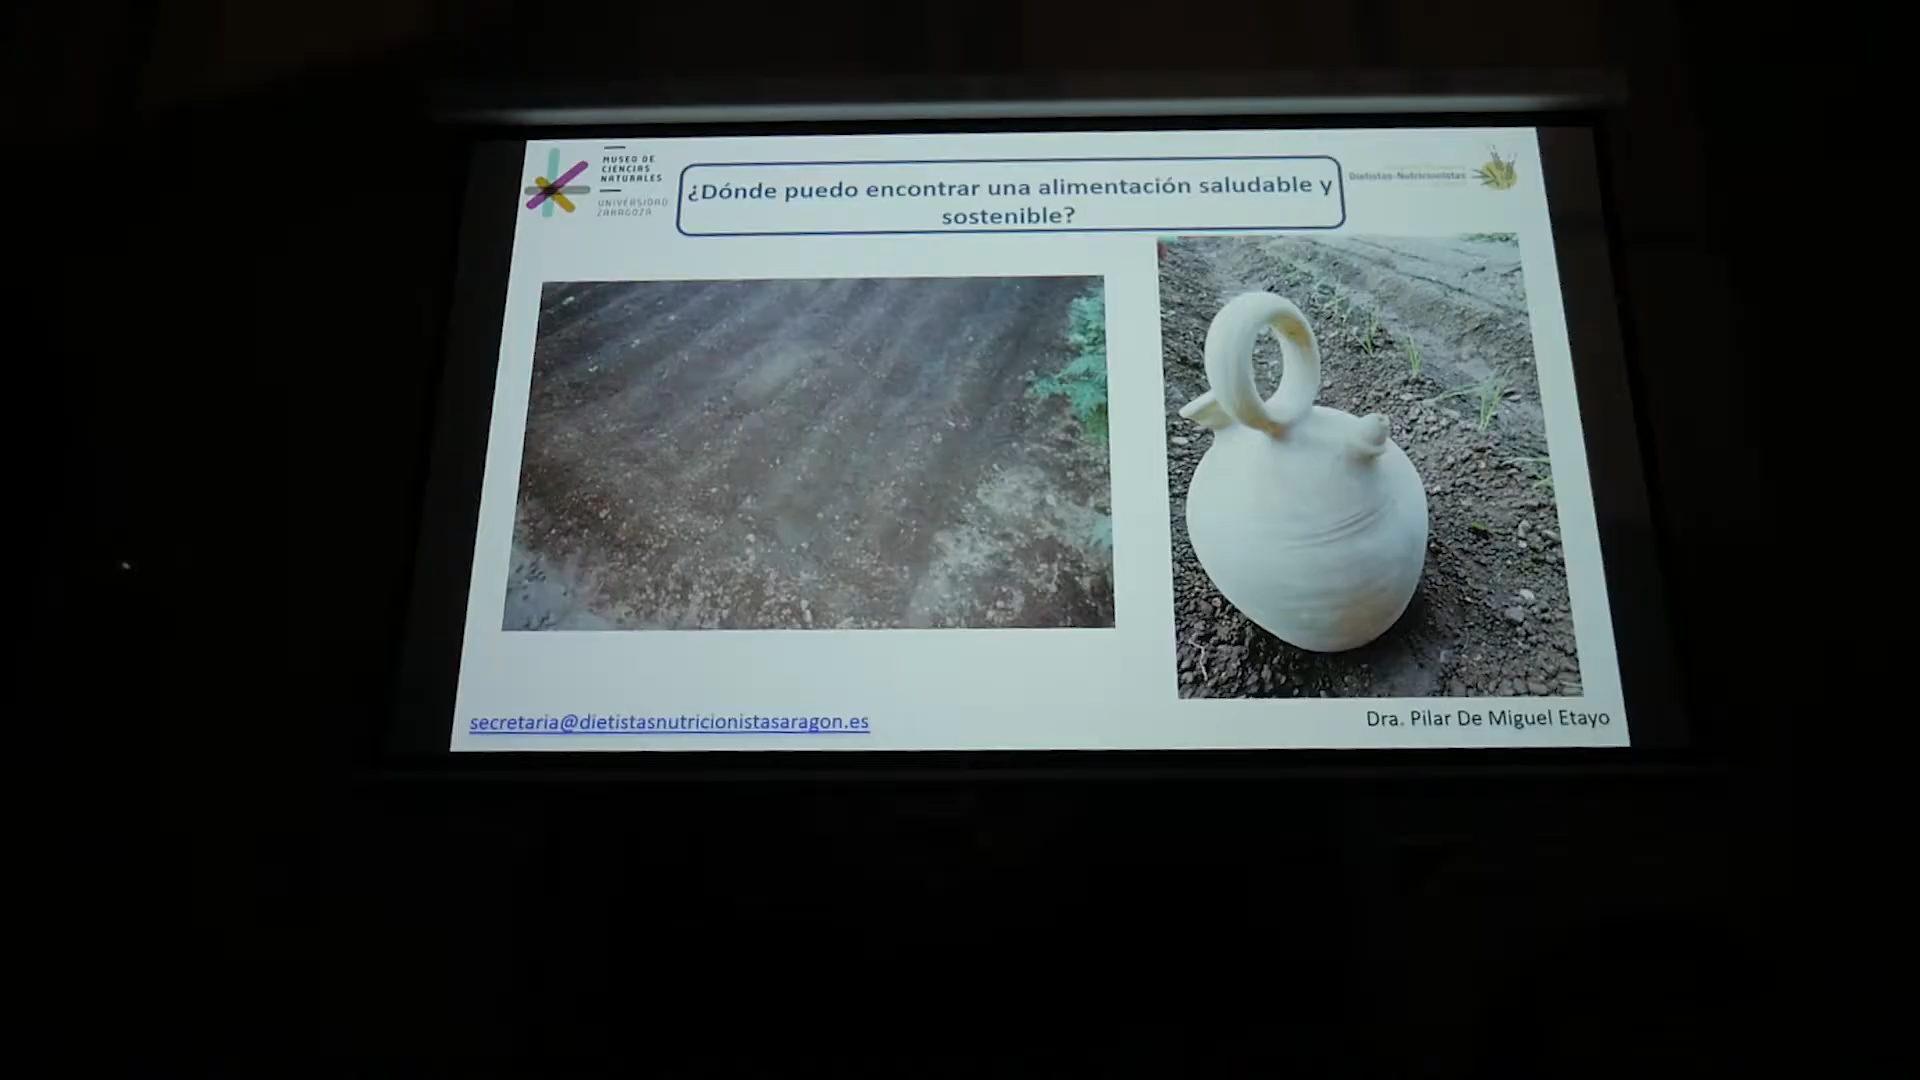 MUSEO DE
CIENCIAS
NATURALES
UNIVERSIDAD
ZARAGOZA
¿Dónde puedo encontrar una alimentación saludable y
sostenible?
Dietistas-Nutricionistas
secretaria@dietistasnutricionistasaragon.es
Dra. Pilar De Miguel Etayo